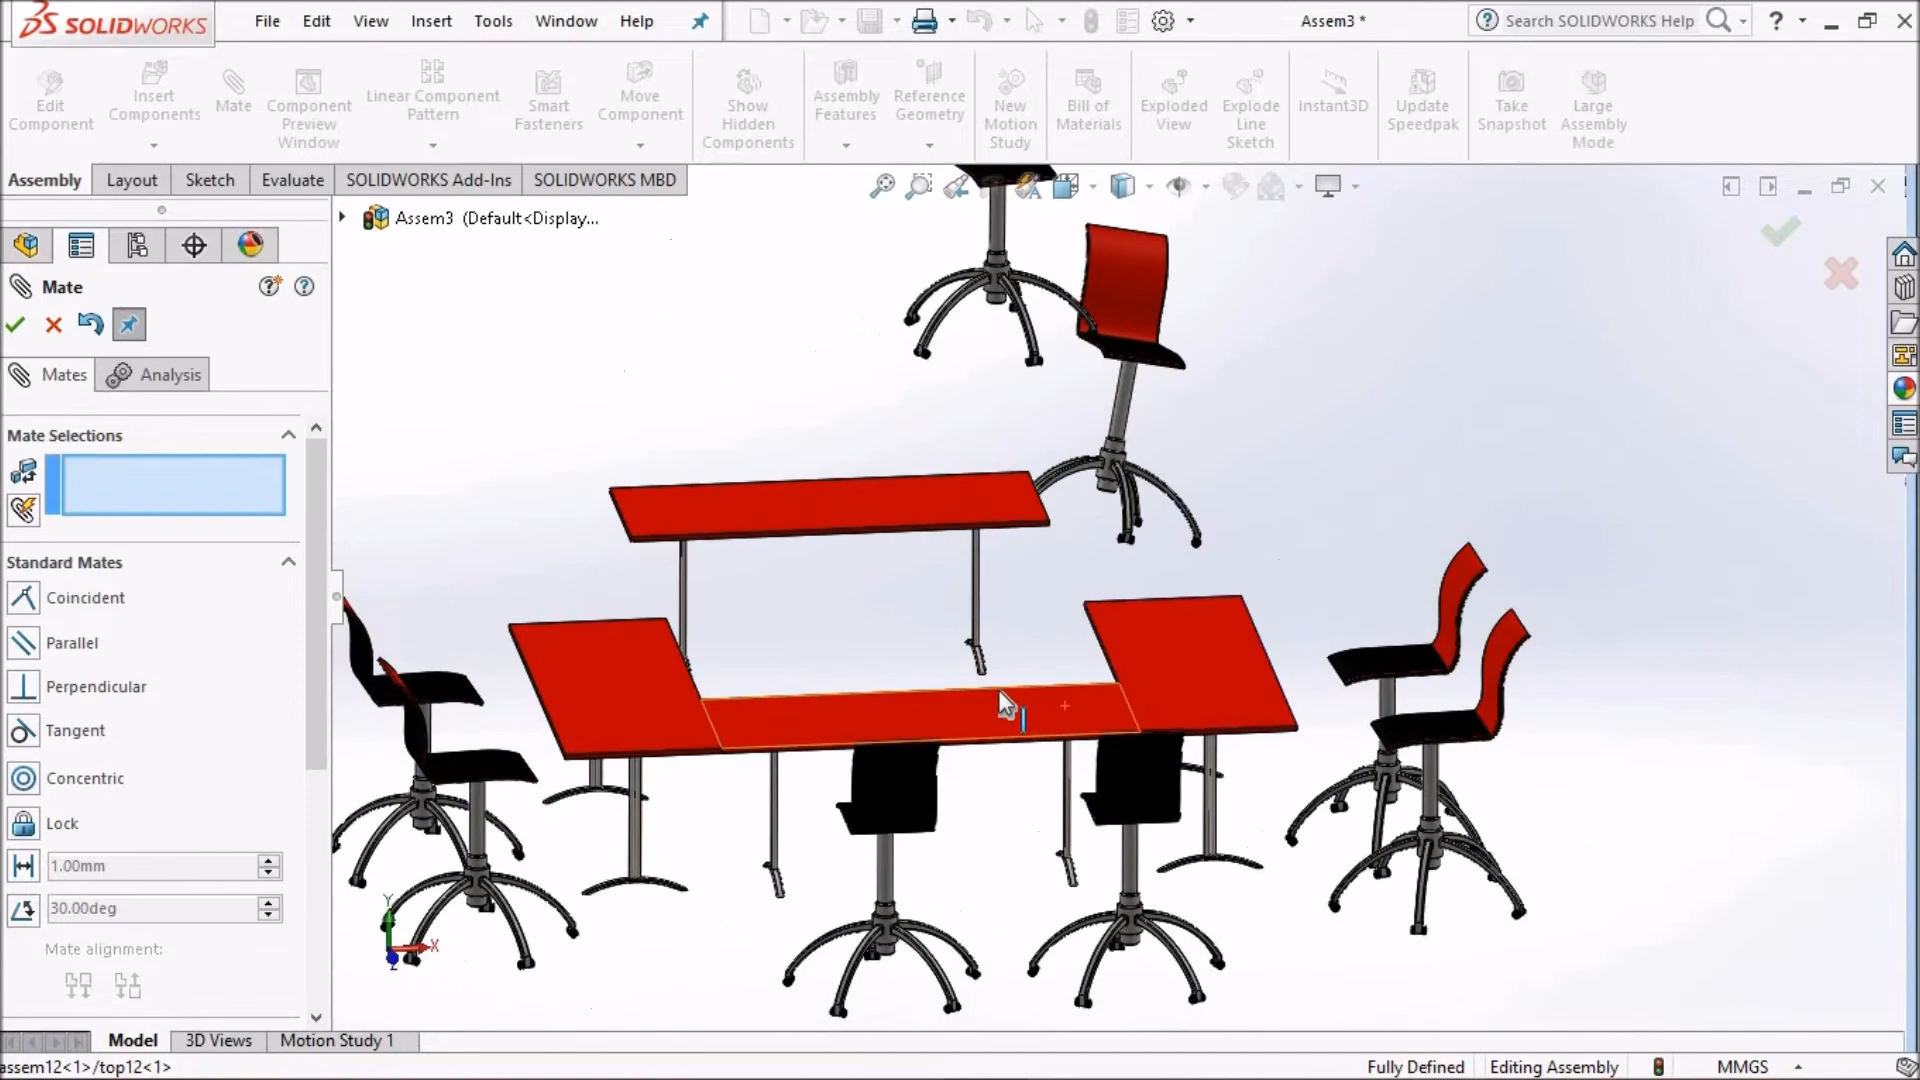 SOLIDWORKS File Edit View Insert Tools Window Help Assem3 * Search SOLIDWORKS Help ?
Edit Component
Insert Components
Mate
Component Preview Window
Linear Component Pattern
Smart Fasteners
Move Component
Show Hidden Components
Assembly Features
Reference Geometry
New Motion Study
Bill of Materials
Exploded View
Explode Line Sketch
Instant3D
Update Speedpak
Take Snapshot
Large Assembly Mode
Assembly Layout Sketch Evaluate SOLIDWORKS Add-Ins SOLIDWORKS MBD
Assem3 (Default<Display...
Mate
Mates Analysis
Mate Selections
Standard Mates
Coincident
Parallel
Perpendicular
Tangent
Concentric
Lock
1.00mm
30.00deg
Mate alignment:
Y
X
Z
Model 3D Views Motion Study 1
assem12<1>/top12<1> Fully Defined Editing Assembly MMGS